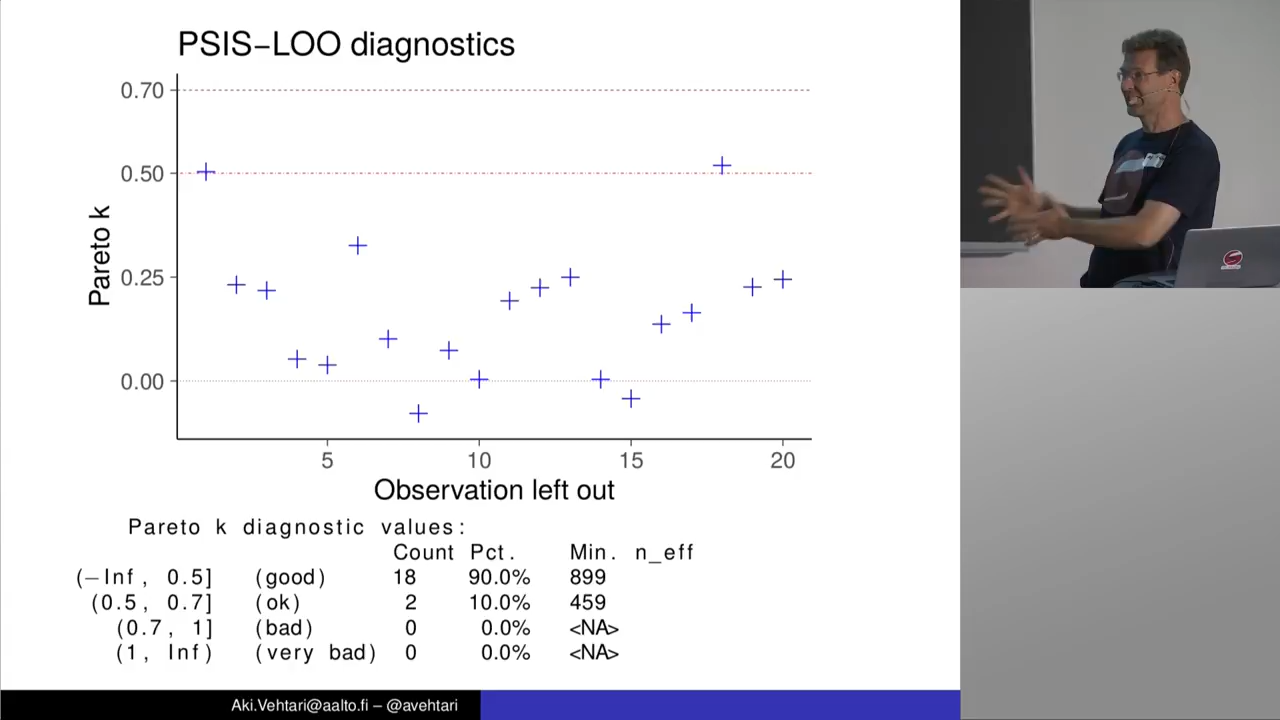 PSIS−LOO diagnostics
0.70
0.50
0.25
0.00
Pareto k
5 10 15 20
Observation left out
Pareto k diagnostic values:
Count Pct. Min. n_eff
(−Inf, 0.5] (good) 18 90.0% 899
(0.5, 0.7] (ok) 2 10.0% 459
(0.7, 1] (bad) 0 0.0% <NA>
(1, Inf) (very bad) 0 0.0% <NA>
Aki.Vehtari@aalto.fi – @avehtari